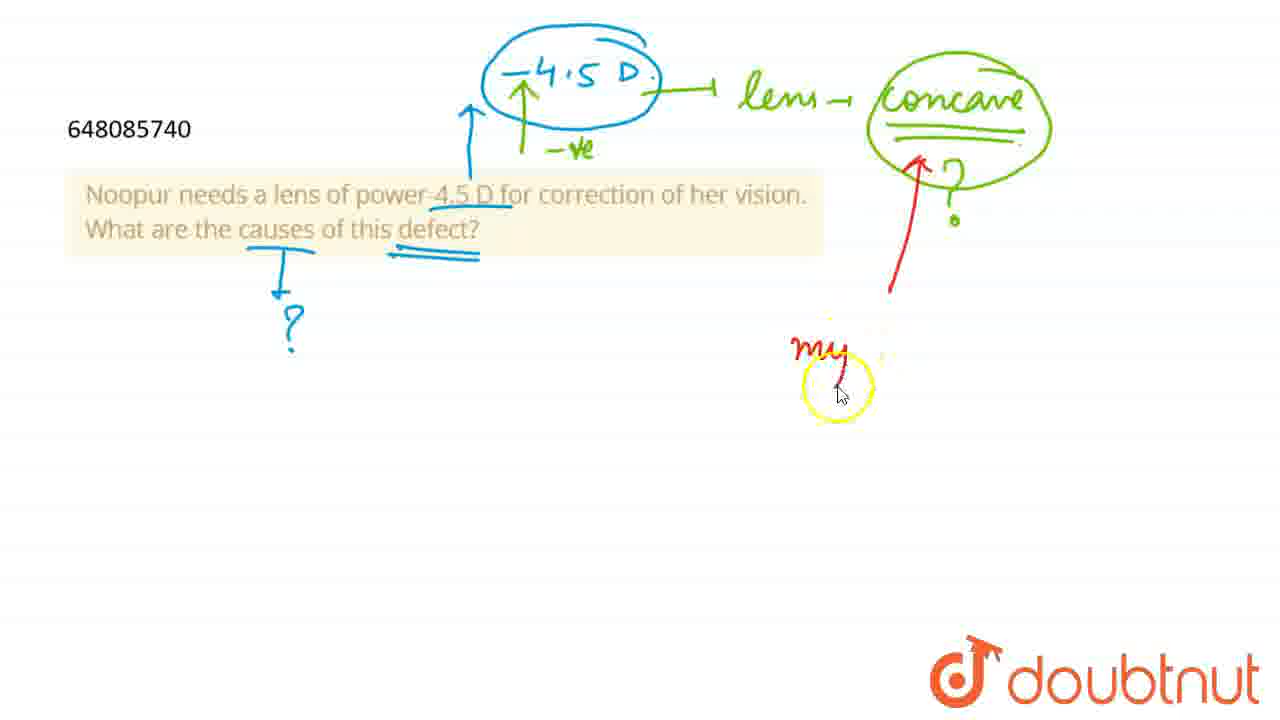 -4.5 D.
lens → concave
-ve
?
648085740
Noopur needs a lens of power-4.5 D for correction of her vision.
What are the causes of this defect?
?
my
doubtnut